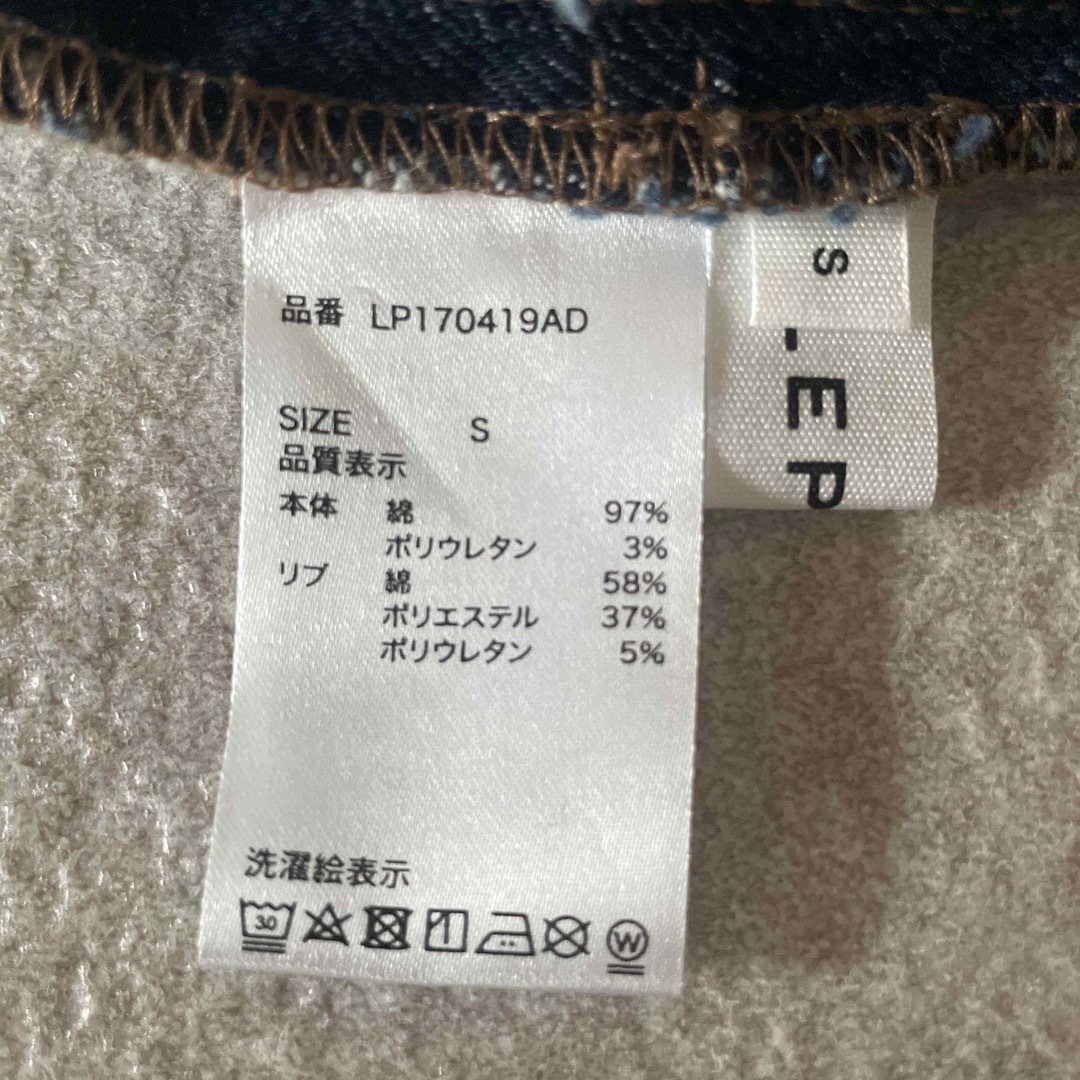 品番 LP170419AD
SIZE S
品質表示
本体 綿 97%
ポリウレタン 3%
リブ 綿 58%
ポリエステル 37%
ポリウレタン 5%
洗濯絵表示
30
W
s
EP